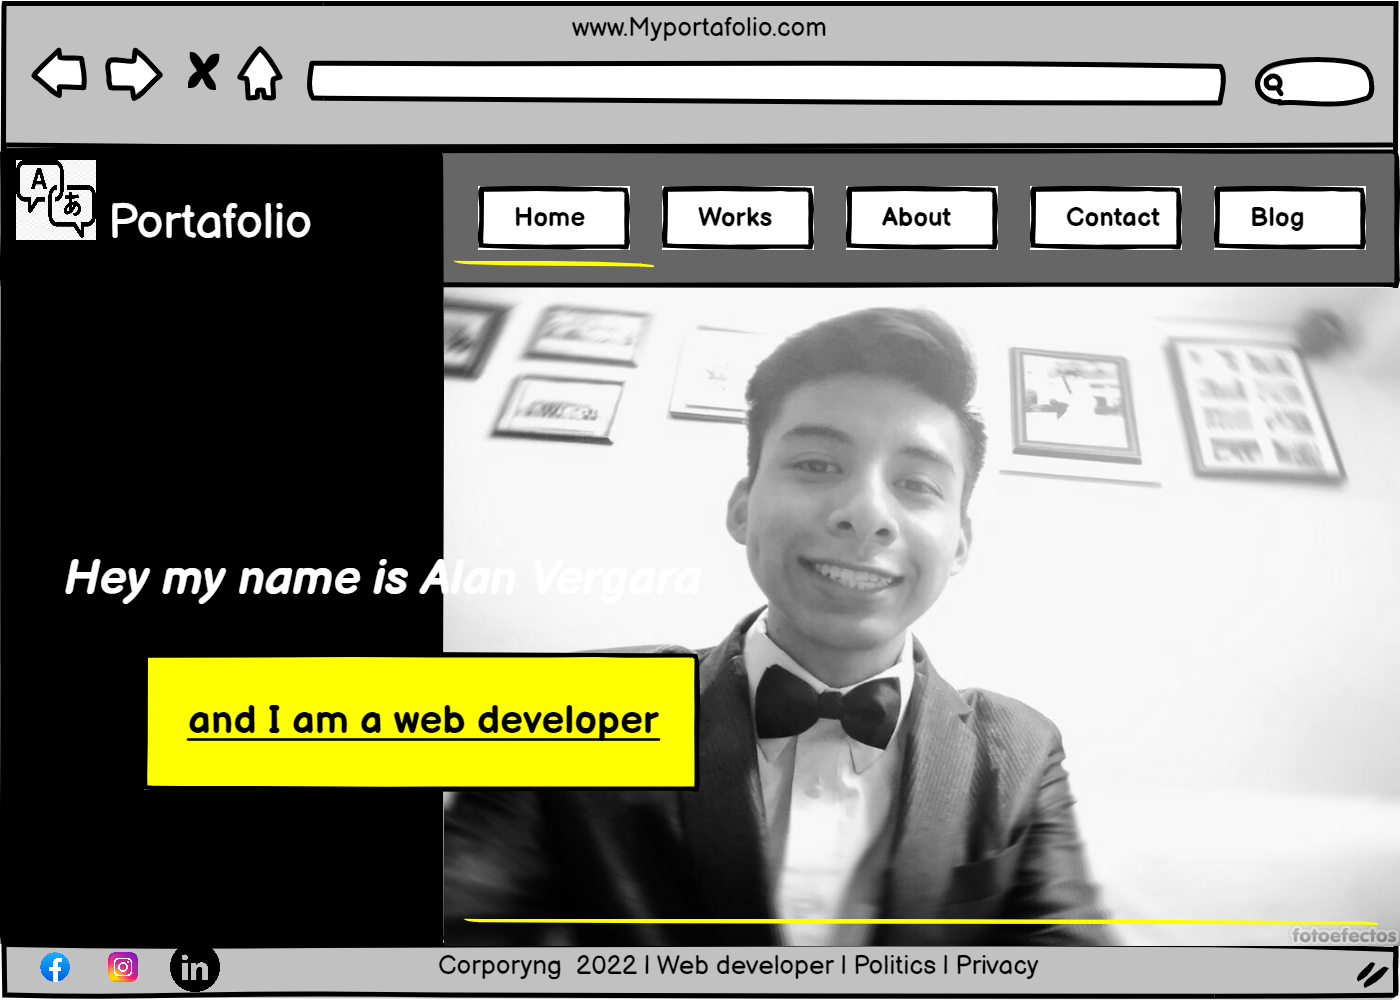 www.Myportafolio.com
A
あ
Portafolio
Home
Works
About
Contact
Blog
Hey my name is Alan Vergara
and I am a web developer
fotoefectos
f
in
Corporyng 2022 | Web developer | Politics | Privacy